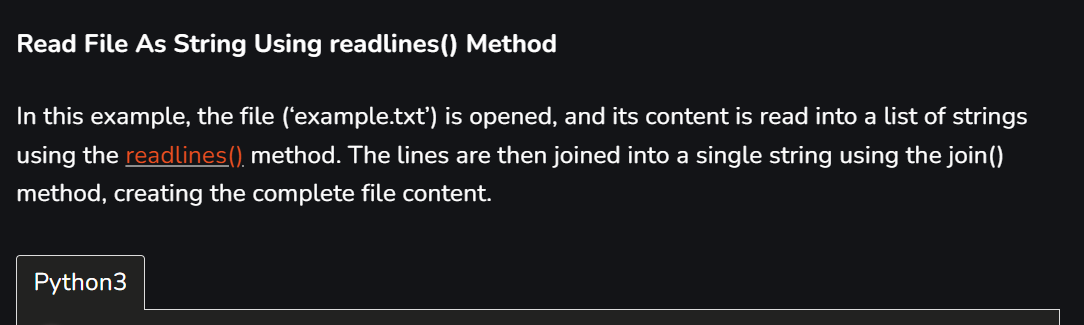 Read File As String Using readlines() Method
In this example, the file (‘example.txt’) is opened, and its content is read into a list of strings
using the readlines() method. The lines are then joined into a single string using the join()
method, creating the complete file content.
Python3